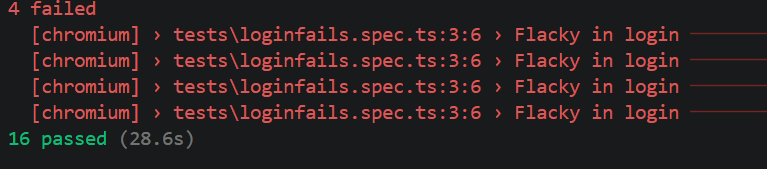 4 failed
[chromium] › tests\loginfails.spec.ts:3:6 › Flacky in login
[chromium] › tests\loginfails.spec.ts:3:6 › Flacky in login
[chromium] › tests\loginfails.spec.ts:3:6 › Flacky in login
[chromium] › tests\loginfails.spec.ts:3:6 › Flacky in login
16 passed (28.6s)